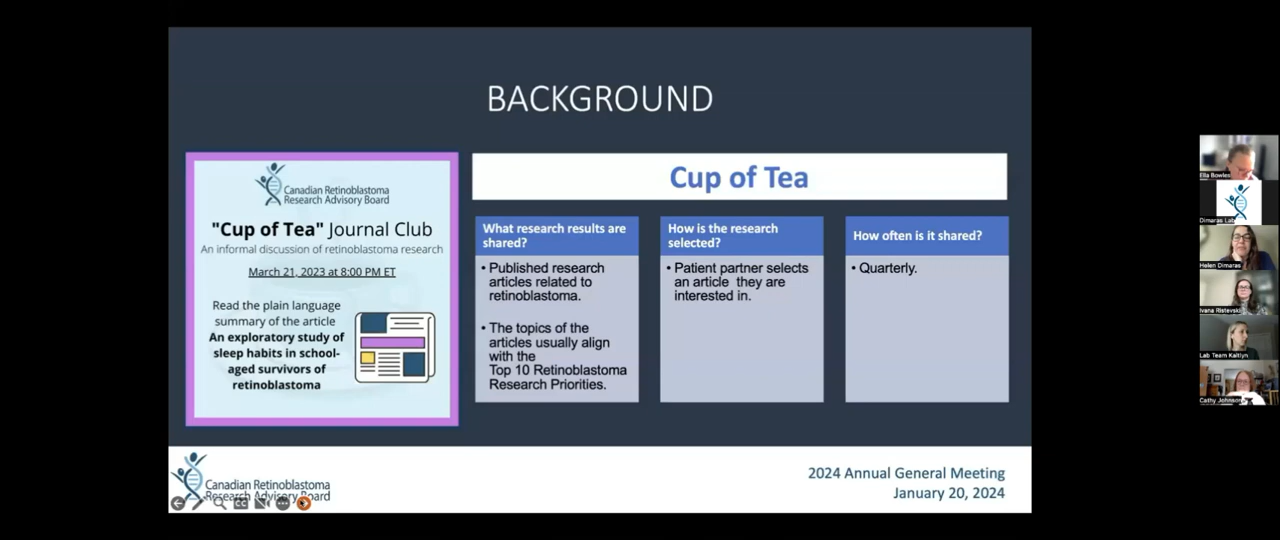 BACKGROUND
Canadian Retinoblastoma
Research Advisory Board
"Cup of Tea" Journal Club
An informal discussion of retinoblastoma research
March 21, 2023 at 8:00 PM ET
Read the plain language
summary of the article
An exploratory study of
sleep habits in school-
aged survivors of
retinoblastoma
Cup of Tea
What research results are
shared?
• Published research
articles related to
retinoblastoma.
• The topics of the
articles usually align
with the
Top 10 Retinoblastoma
Research Priorities.
How is the research
selected?
• Patient partner selects
an article they are
interested in.
How often is it shared?
• Quarterly.
Canadian Retinoblastoma
Research Advisory Board
2024 Annual General Meeting
January 20, 2024
CC
Ella Bowles
Dimaras Lab
Helen Dimaras
Ivana Ristevski
Lab Team Kaitlyn
Cathy Johnson